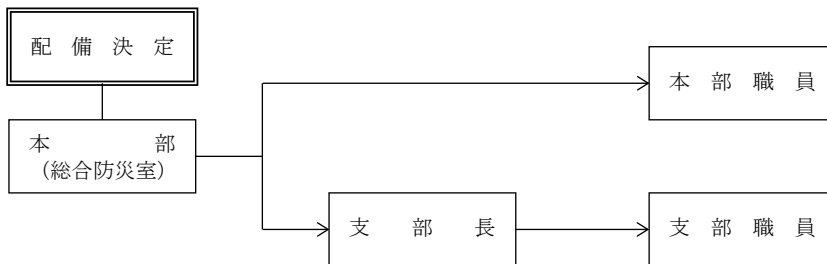 配備決定
本部職員
本部
（総合防災室）
支部長
支部職員